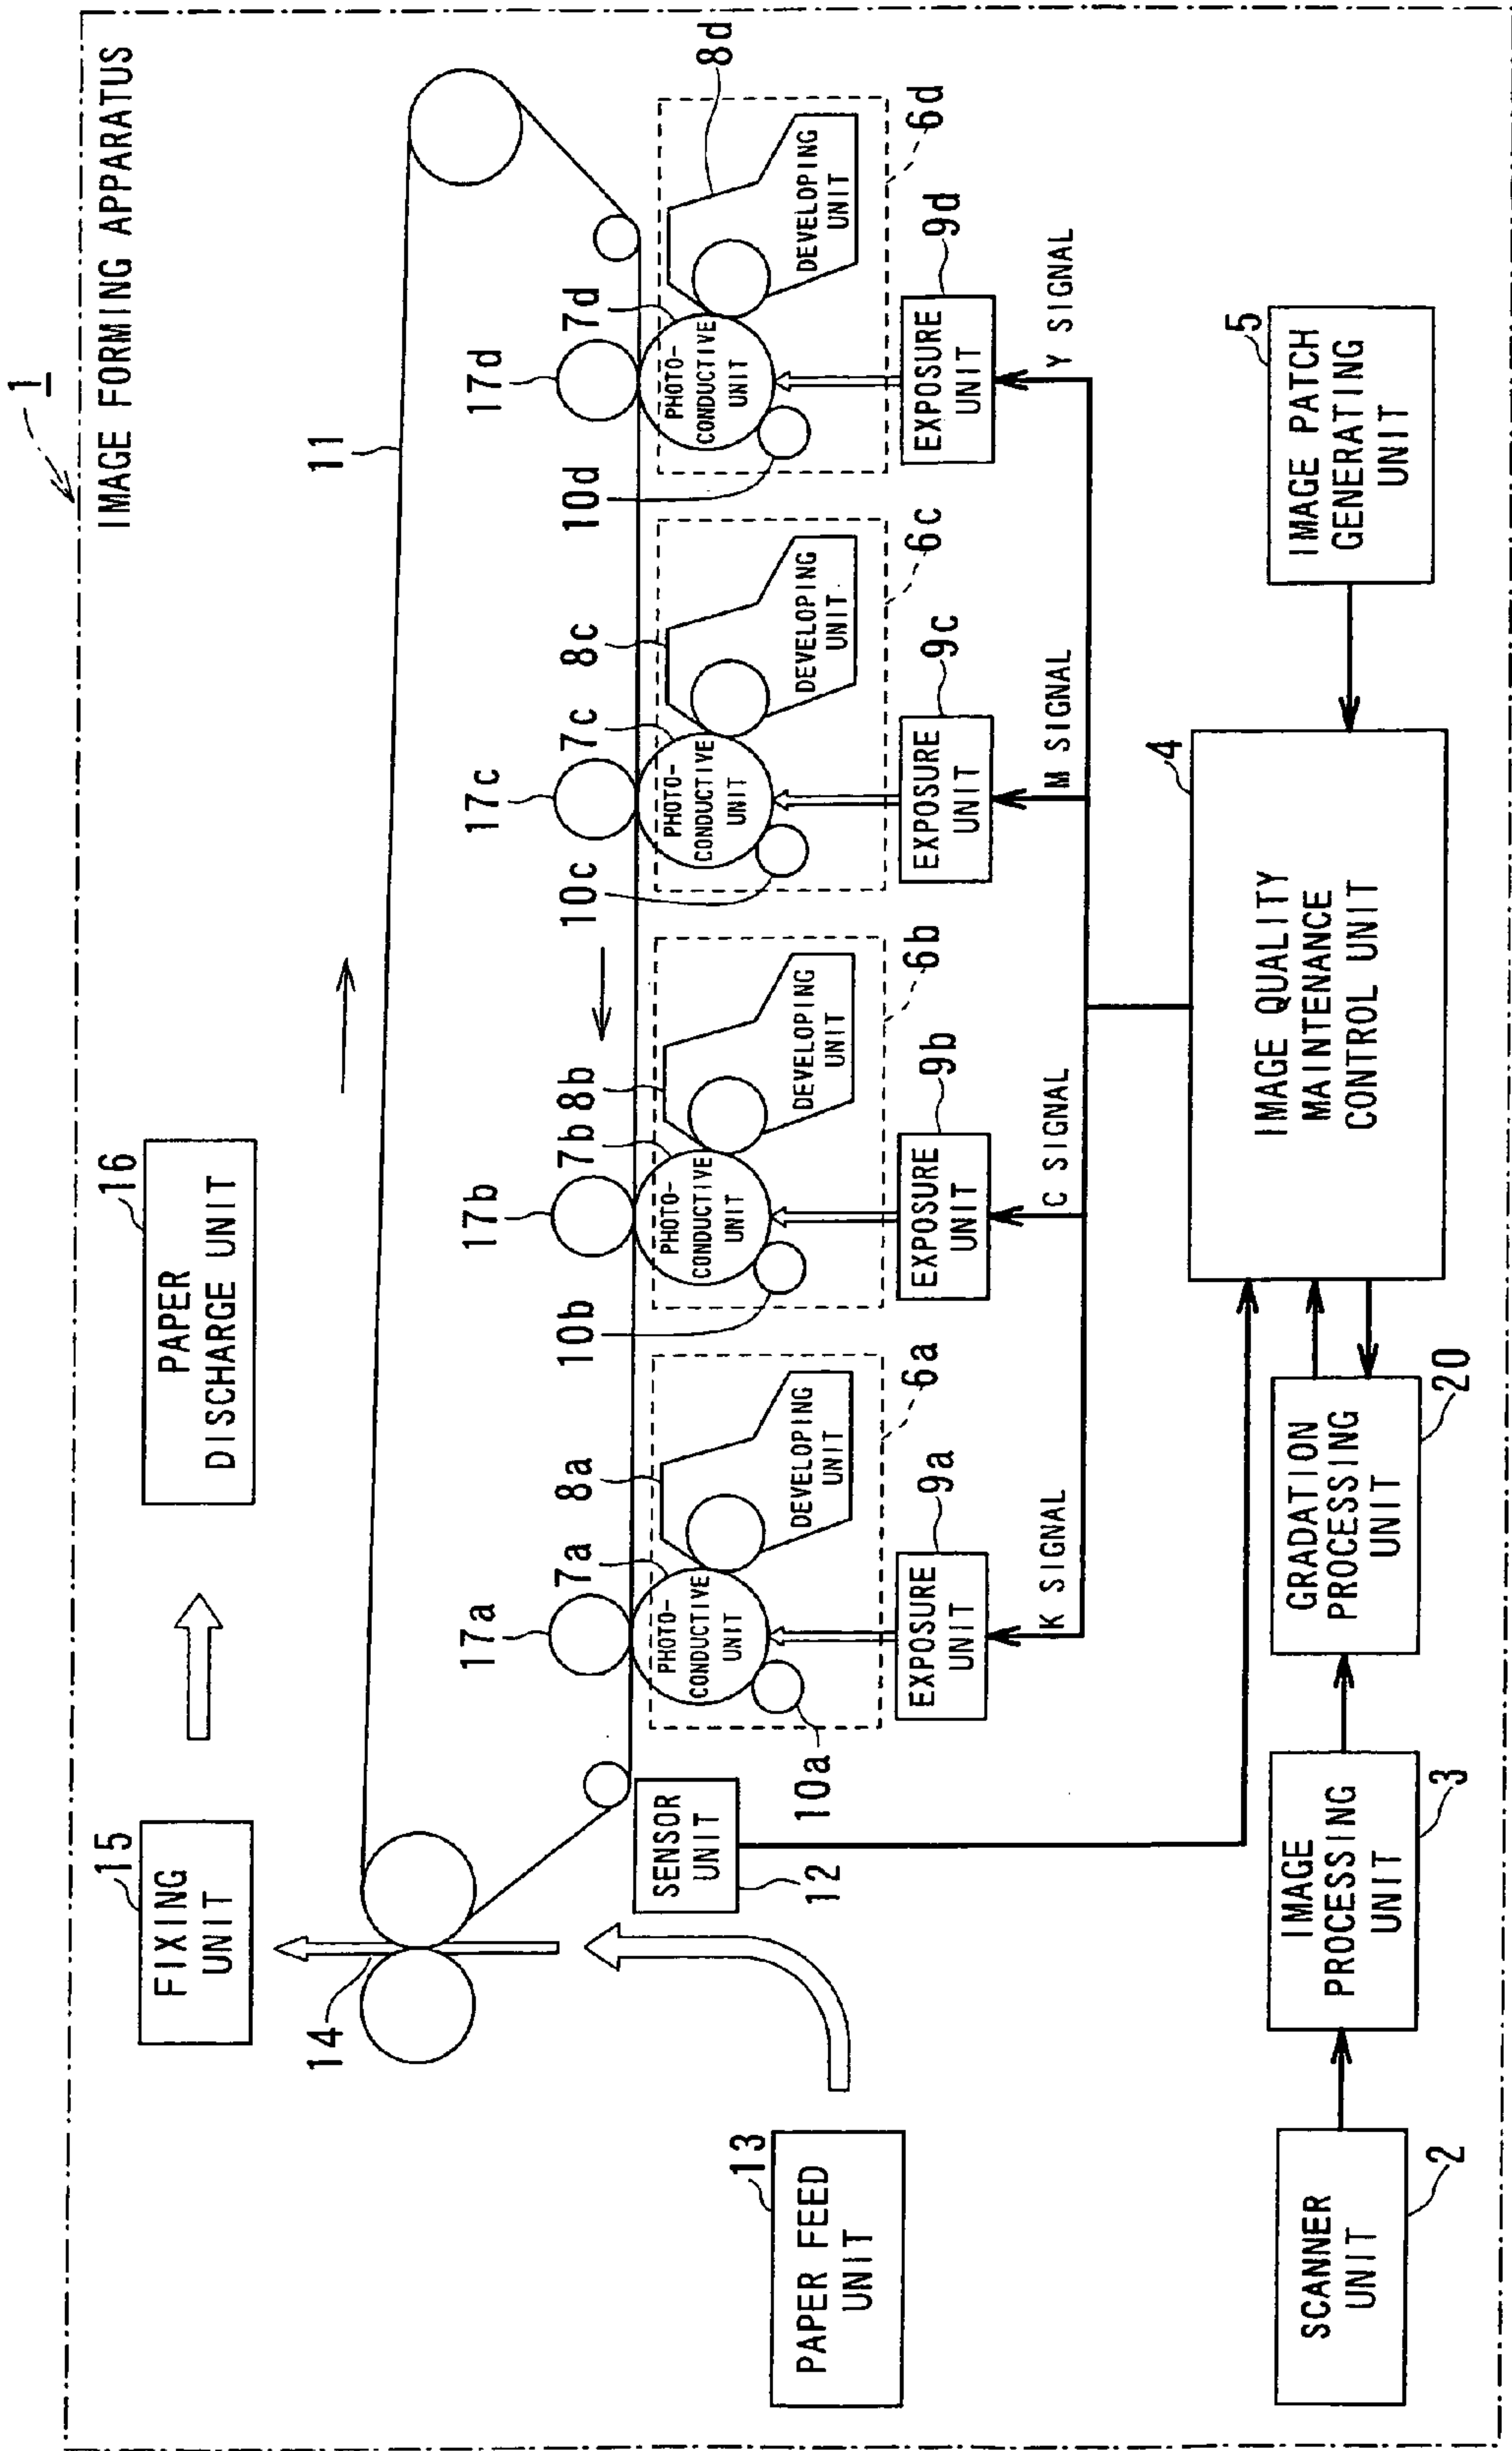 1
IMAGE FORMING APPARATUS
15
FIXING
UNIT
16
PAPER
DISCHARGE UNIT
14
11
17a
7a
8a
17b
7b
8b
17c
7c
8c
17d
7d
8d
PHOTO-
CONDUCTIVE
UNIT
DEVELOPING
UNIT
PHOTO-
CONDUCTIVE
UNIT
DEVELOPING
UNIT
PHOTO-
CONDUCTIVE
UNIT
DEVELOPING
UNIT
PHOTO-
CONDUCTIVE
UNIT
DEVELOPING
UNIT
10a
10b
10c
10d
6a
6b
6c
6d
SENSOR
UNIT
12
13
PAPER FEED
UNIT
EXPOSURE
UNIT
9a
EXPOSURE
UNIT
9b
EXPOSURE
UNIT
9c
EXPOSURE
UNIT
9d
K SIGNAL
C SIGNAL
M SIGNAL
Y SIGNAL
SCANNER
UNIT
2
IMAGE
PROCESSING
UNIT
3
GRADATION
PROCESSING
UNIT
20
4
IMAGE QUALITY
MAINTENANCE
CONTROL UNIT
5
IMAGE PATCH
GENERATING
UNIT